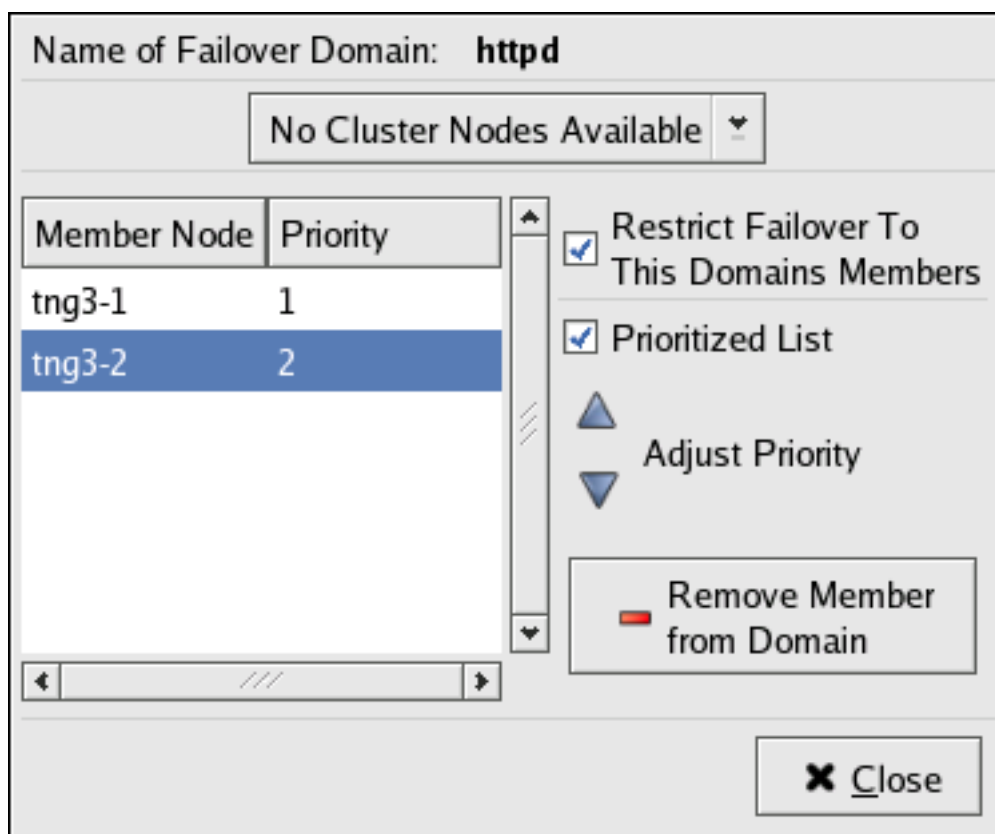 Name of Failover Domain: httpd
No Cluster Nodes Available
Member Node Priority
tng3-1 1
tng3-2 2
Restrict Failover To
This Domains Members
Prioritized List
Adjust Priority
Remove Member
from Domain
Close